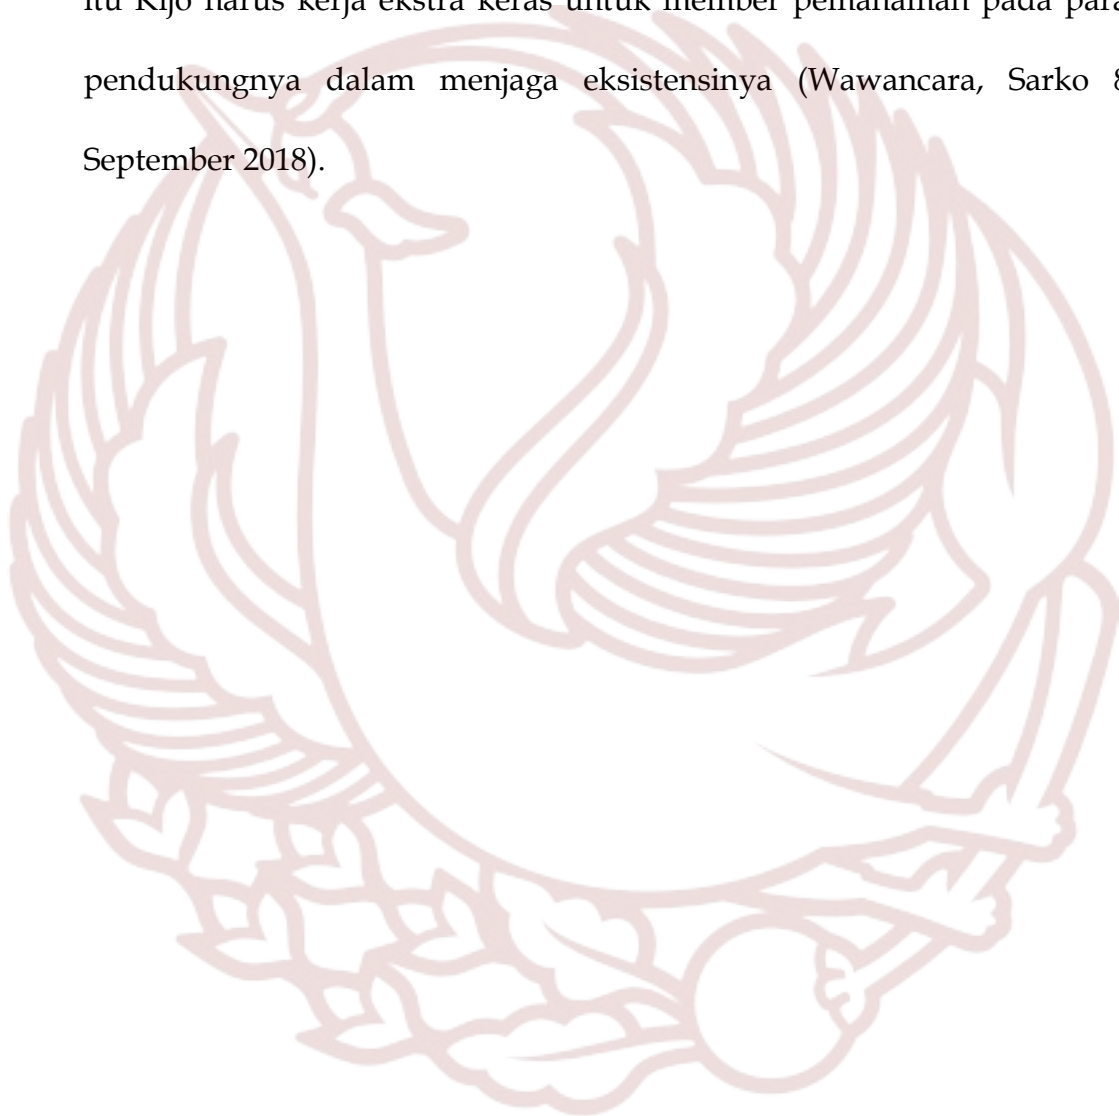 itu Kijo harus kerja ekstra keras untuk member pemahaman pada para
pendukungnya dalam menjaga eksistensinya (Wawancara, Sarko 8
September 2018).